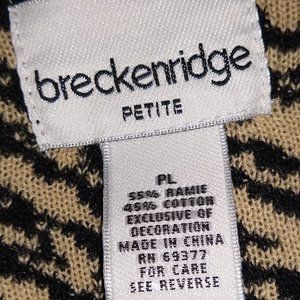 breckenridge
PETITE
PL
55% RAMIE
45% COTTON
EXCLUSIVE OF
DECORATION
MADE IN CHINA
RN 69377
FOR CARE
SEE REVERSE